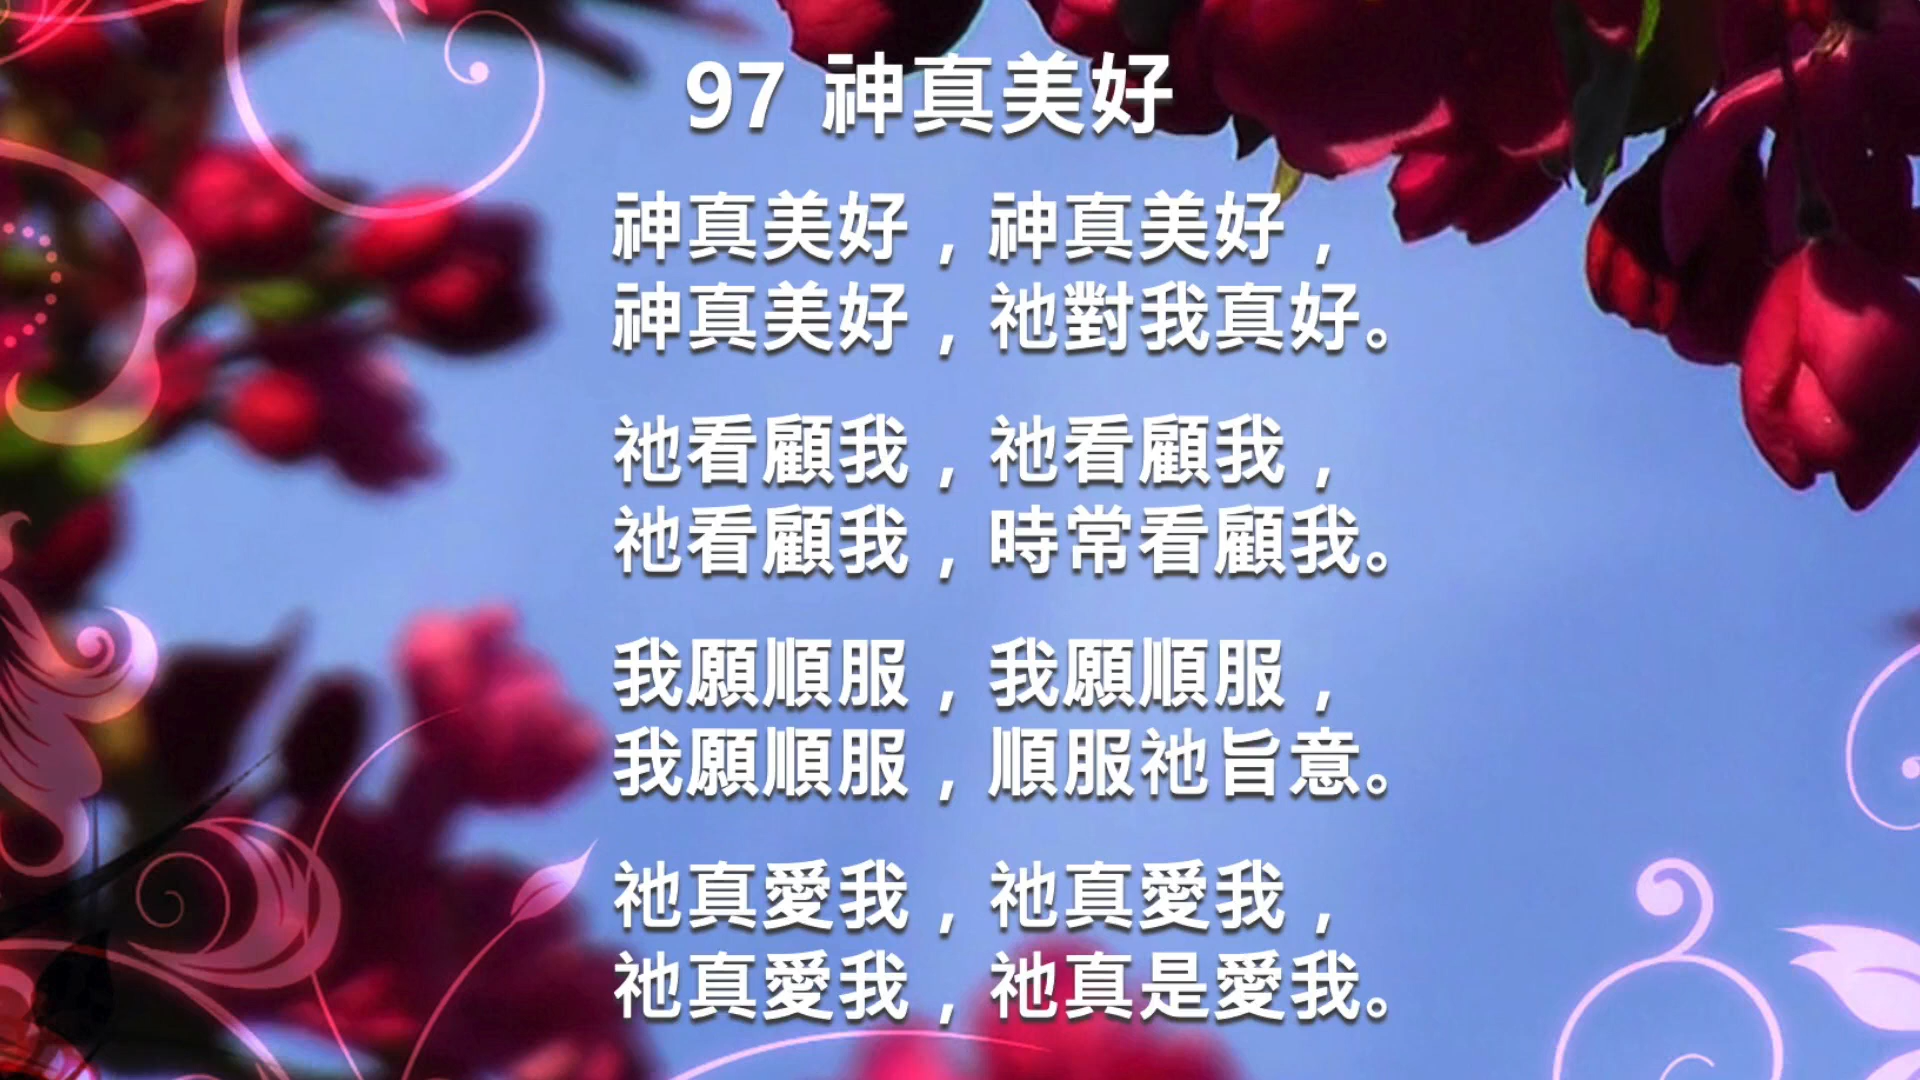 97 神真美好
神真美好，神真美好，
神真美好，祂對我真好。
祂看顧我，祂看顧我，
祂看顧我，時常看顧我。
我願順服，我願順服，
我願順服，順服祂旨意。
祂真愛我，祂真愛我，
祂真愛我，祂真是愛我。